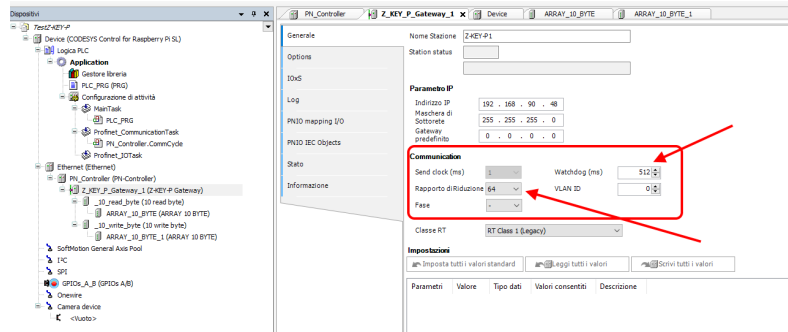 Dispositivi
TestZ-KEY-P
Device (CODESYS Control for Raspberry Pi SL)
Logica PLC
Application
Gestore libreria
PLC_PRG (PRG)
Configurazione di attività
MainTask
PLC_PRG
Profinet_CommunicationTask
PN_Controller.CommCycle
Profinet_IOTask
Ethernet (Ethernet)
PN_Controller (PN-Controller)
Z_KEY_P_Gateway_1 (Z-KEY-P Gateway)
_10_read_byte (10 read byte)
ARRAY_10_BYTE (ARRAY 10 BYTE)
_10_write_byte (10 write byte)
ARRAY_10_BYTE_1 (ARRAY 10 BYTE)
SoftMotion General Axis Pool
I²C
SPI
GPIOs_A_B (GPIOs A/B)
Onewire
Camera device
<Vuoto>
PN_Controller Z_KEY_P_Gateway_1 Device ARRAY_10_BYTE ARRAY_10_BYTE_1
Generale
Options
IOxS
Log
PNIO mapping I/O
PNIO IEC Objects
Stato
Informazione
Nome Stazione Z-KEY-P1
Station status
Parametro IP
Indirizzo IP 192 . 168 . 90 . 48
Maschera di
Sottorete 255 . 255 . 255 . 0
Gateway
predefinito 0 . 0 . 0 . 0
Communication
Send clock (ms) 1 Watchdog (ms) 512
Rapporto di Riduzione 64 VLAN ID 0
Fase -
Classe RT RT Class 1 (Legacy)
Impostazioni
Imposta tutti i valori standard Leggi tutti i valori Scrivi tutti i valori
Parametri Valore Tipo dati Valori consentiti Descrizione